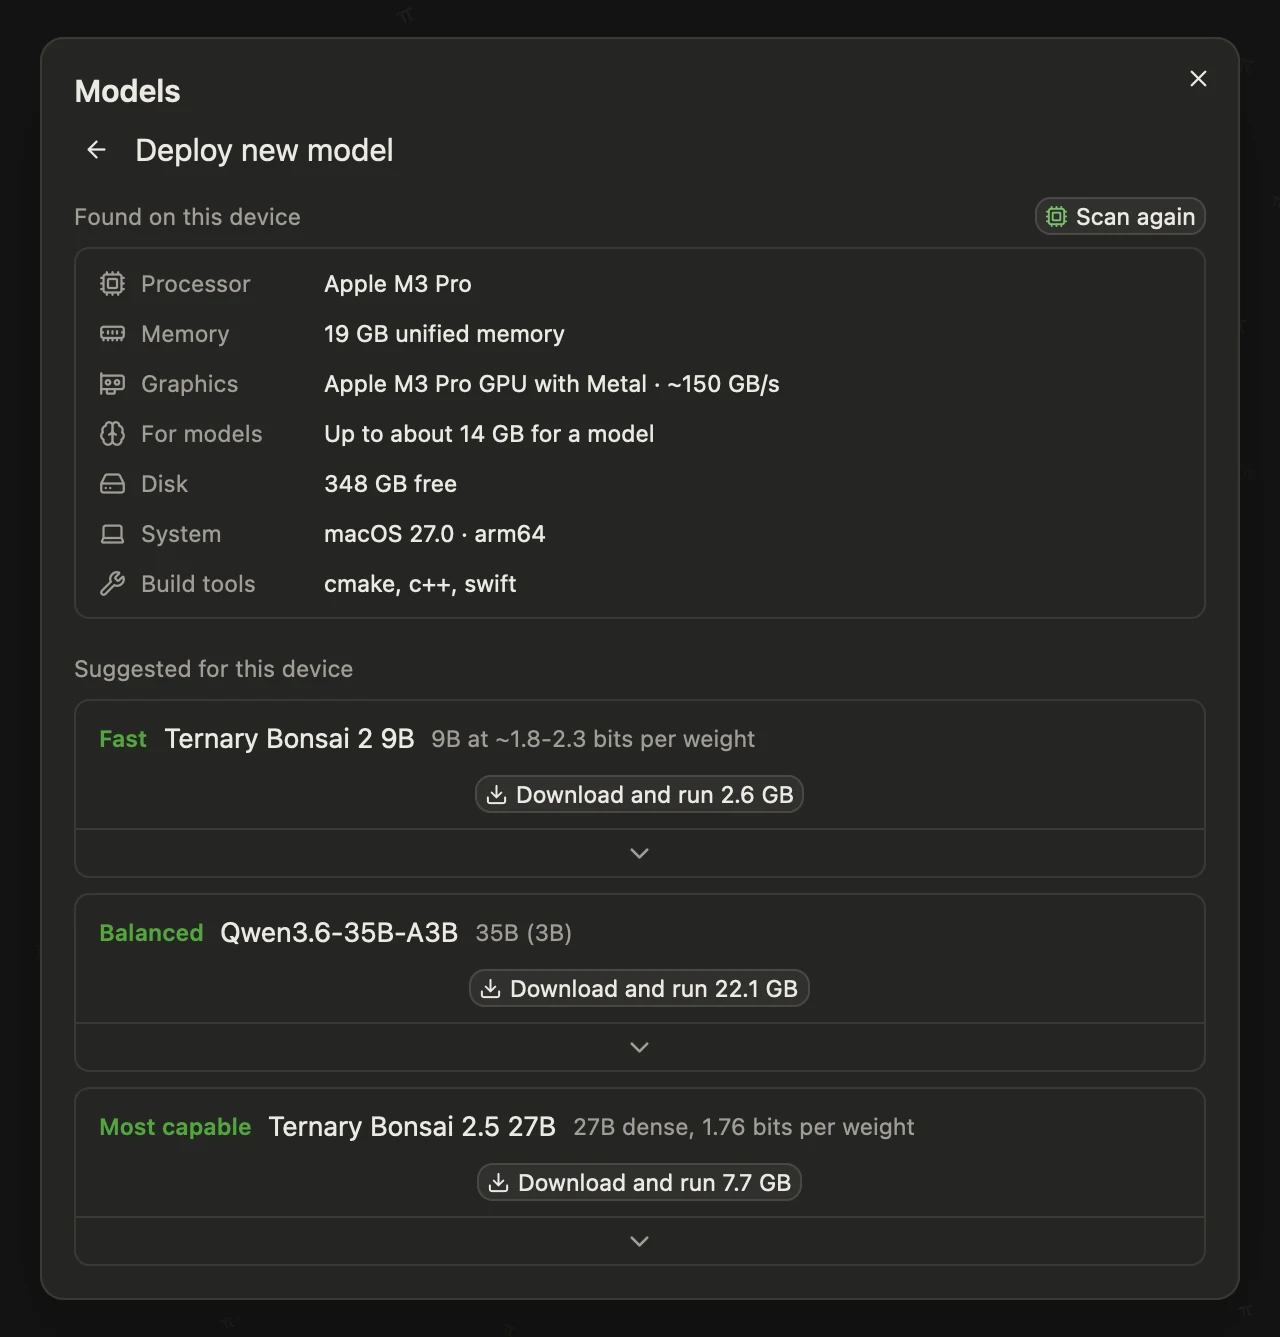 Models
Deploy new model
Found on this device
Scan again
Processor Apple M3 Pro
Memory 19 GB unified memory
Graphics Apple M3 Pro GPU with Metal · ~150 GB/s
For models Up to about 14 GB for a model
Disk 348 GB free
System macOS 27.0 · arm64
Build tools cmake, c++, swift
Suggested for this device
Fast Ternary Bonsai 2 9B 9B at ~1.8-2.3 bits per weight
Download and run 2.6 GB
Balanced Qwen3.6-35B-A3B 35B (3B)
Download and run 22.1 GB
Most capable Ternary Bonsai 2.5 27B 27B dense, 1.76 bits per weight
Download and run 7.7 GB